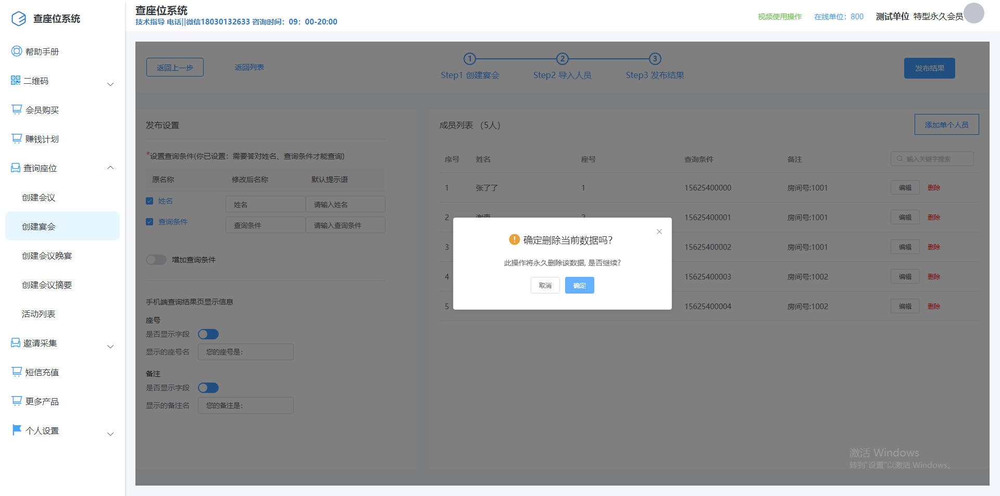 查座位系统
帮助手册
二维码
会员购买
赚钱计划
查询座位
创建会议
创建宴会
创建会议晚宴
创建会议摘要
活动列表
邀请采集
短信充值
更多产品
个人设置
查座位系统
技术指导 电话||微信18030132633 咨询时间：09：00-20:00
视频使用操作 在线单位：800 测试单位 特型永久会员
返回上一步 返回列表
1 2 3
Step1 创建宴会 Step2 导入人员 Step3 发布结果
发布结果
发布设置
*设置查询条件(你已设置：需要答对姓名、查询条件才能查询)
原名称 修改后名称 默认提示语
姓名 姓名 请输入姓名
查询条件 查询条件 请输入查询条件
增加查询条件
手机端查询结果页显示信息
座号
是否显示字段
显示的座号名 您的座号是：
备注
是否显示字段
显示的备注名 您的备注是：
成员列表 （5人）
添加单个人员
序号 姓名 座号 查询条件 备注 输入关键字搜索
1 张了了 1 15625400000 房间号:1001 编辑 删除
2 2 15625400001 房间号:1001 编辑 删除
3 15625400002 房间号:1001 编辑 删除
4 15625400003 房间号:1002 编辑 删除
5 15625400004 房间号:1002 编辑 删除
确定删除当前数据吗？
此操作将永久删除该数据, 是否继续?
取消 确定
激活 Windows
转到“设置”以激活 Windows。